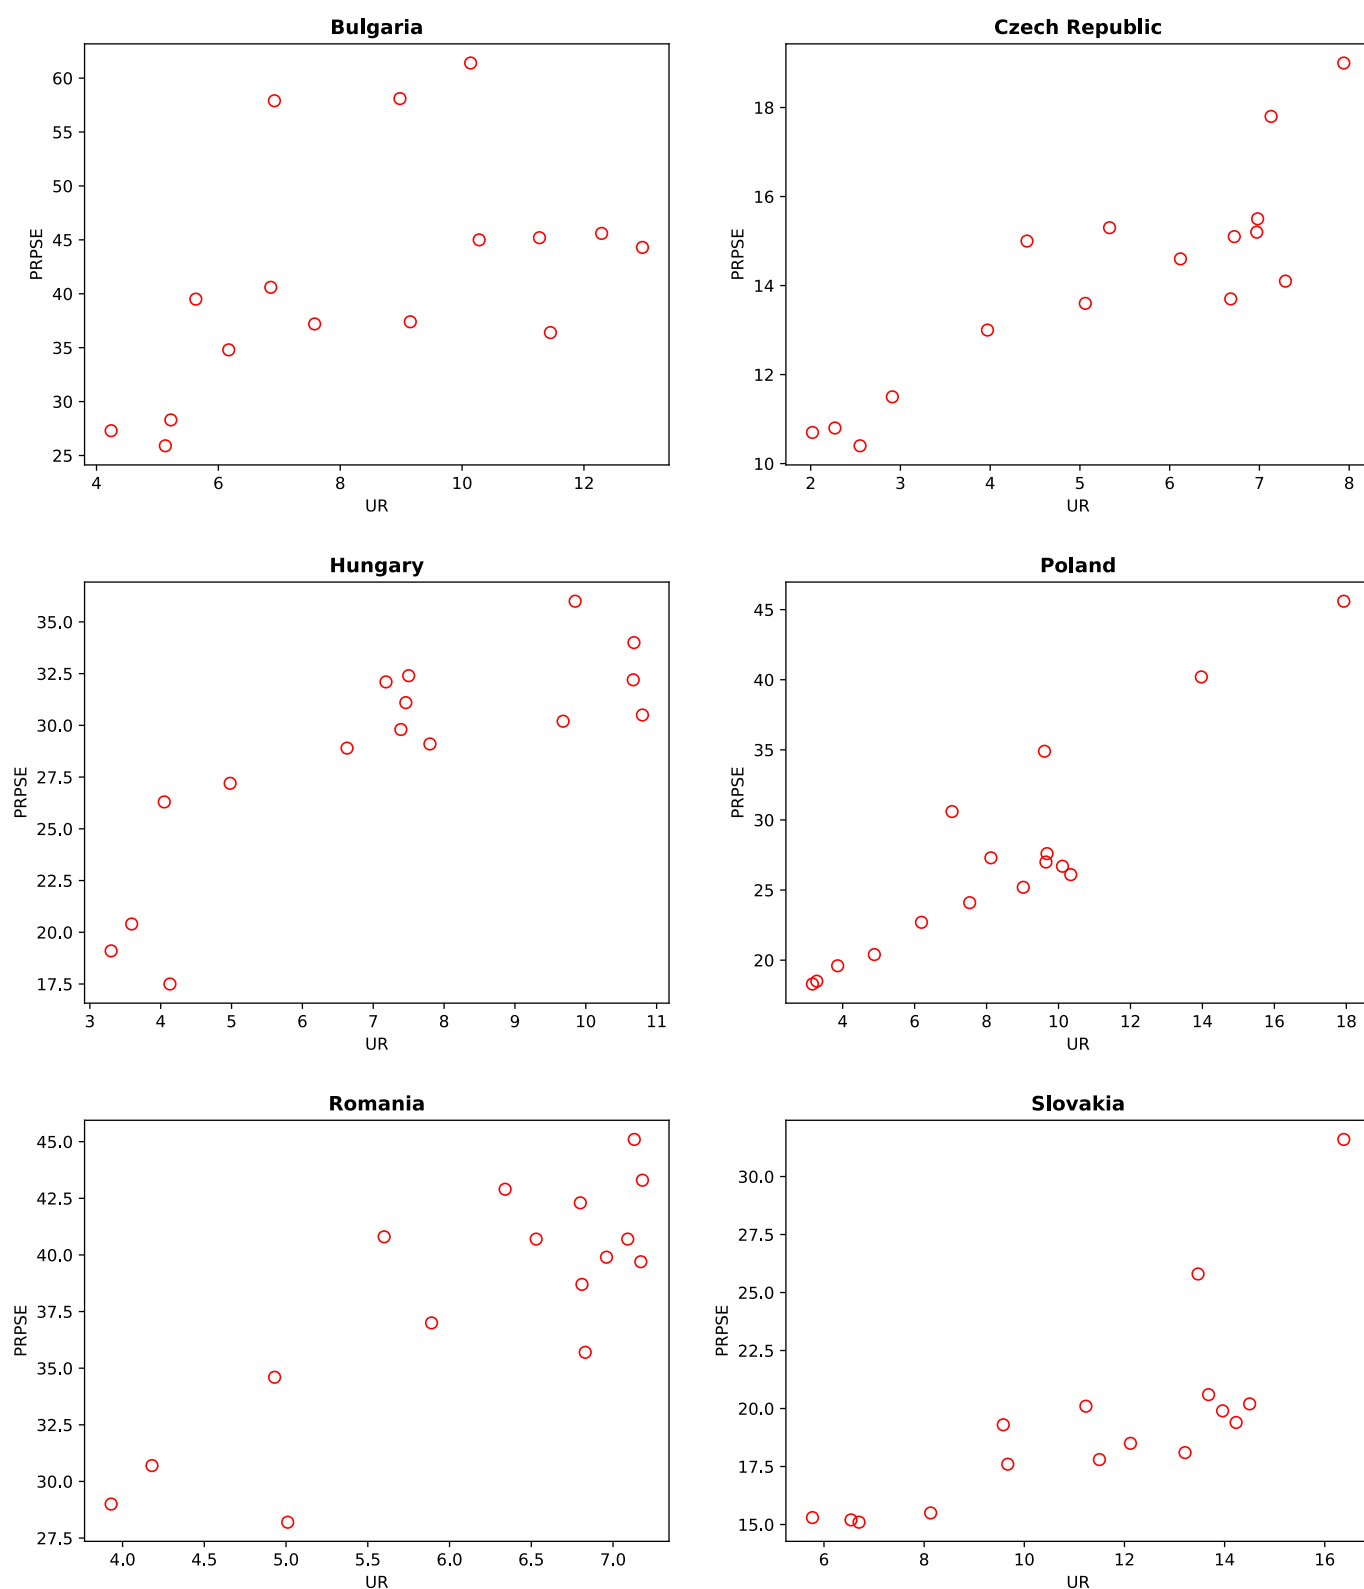 Bulgaria
PRPSE
60
55
50
45
40
35
30
25
4 6 8 10 12
UR
Czech Republic
PRPSE
18
16
14
12
10
2 3 4 5 6 7 8
UR
Hungary
PRPSE
35.0
32.5
30.0
27.5
25.0
22.5
20.0
17.5
3 4 5 6 7 8 9 10 11
UR
Poland
PRPSE
45
40
35
30
25
20
4 6 8 10 12 14 16 18
UR
Romania
PRPSE
45.0
42.5
40.0
37.5
35.0
32.5
30.0
27.5
4.0 4.5 5.0 5.5 6.0 6.5 7.0
UR
Slovakia
PRPSE
30.0
27.5
25.0
22.5
20.0
17.5
15.0
6 8 10 12 14 16
UR